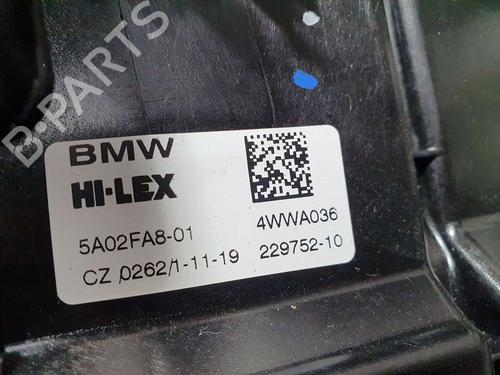 B-PARTS
BMW
HI-LEX
5A02FA8-01
4WWA036
CZ 0262/1-11-19
229752-10